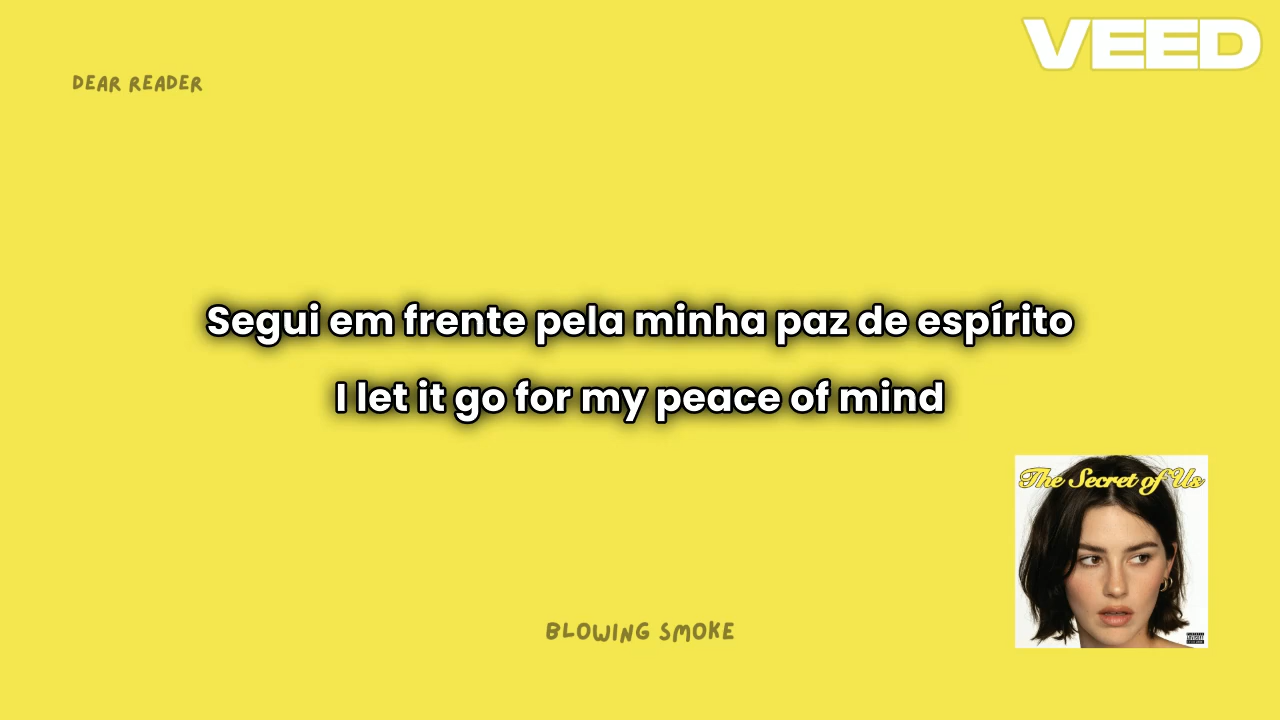 VEED
DEAR READER
Segui em frente pela minha paz de espírito
I let it go for my peace of mind
The Secret of Us
BLOWING SMOKE